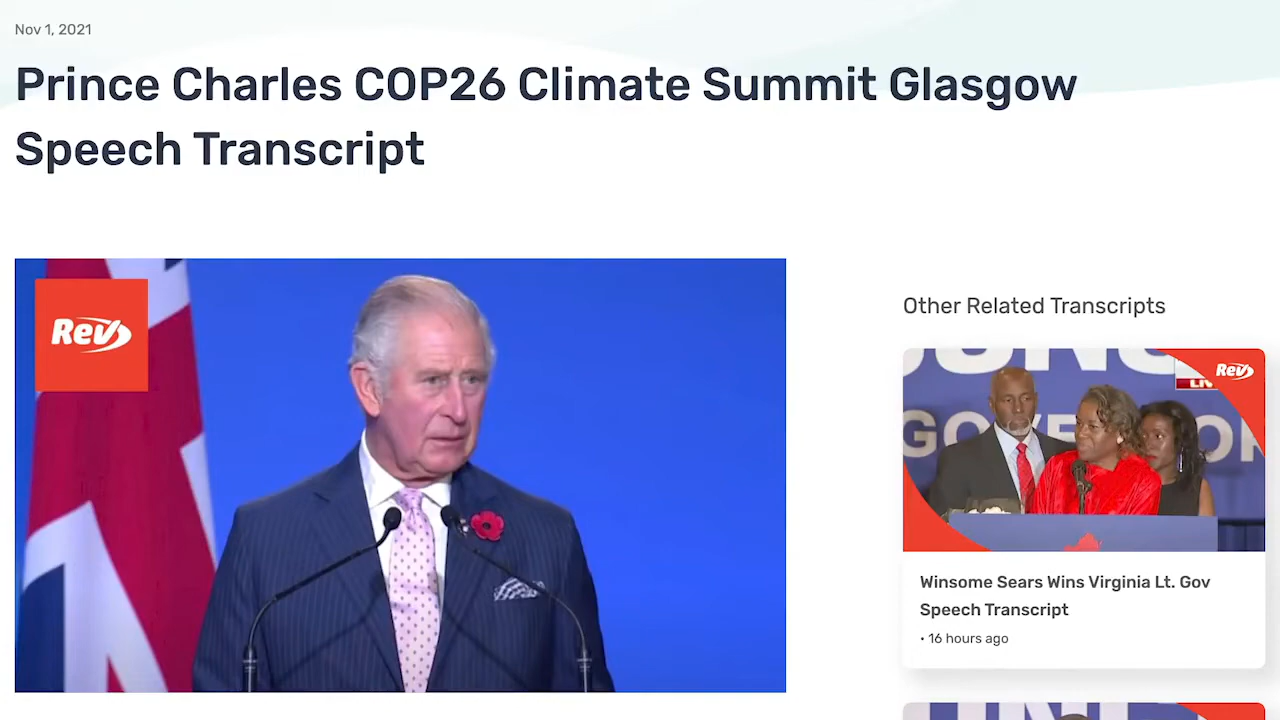 Nov 1, 2021
Prince Charles COP26 Climate Summit Glasgow
Speech Transcript
Rev
Other Related Transcripts
Rev
Winsome Sears Wins Virginia Lt. Gov
Speech Transcript
• 16 hours ago